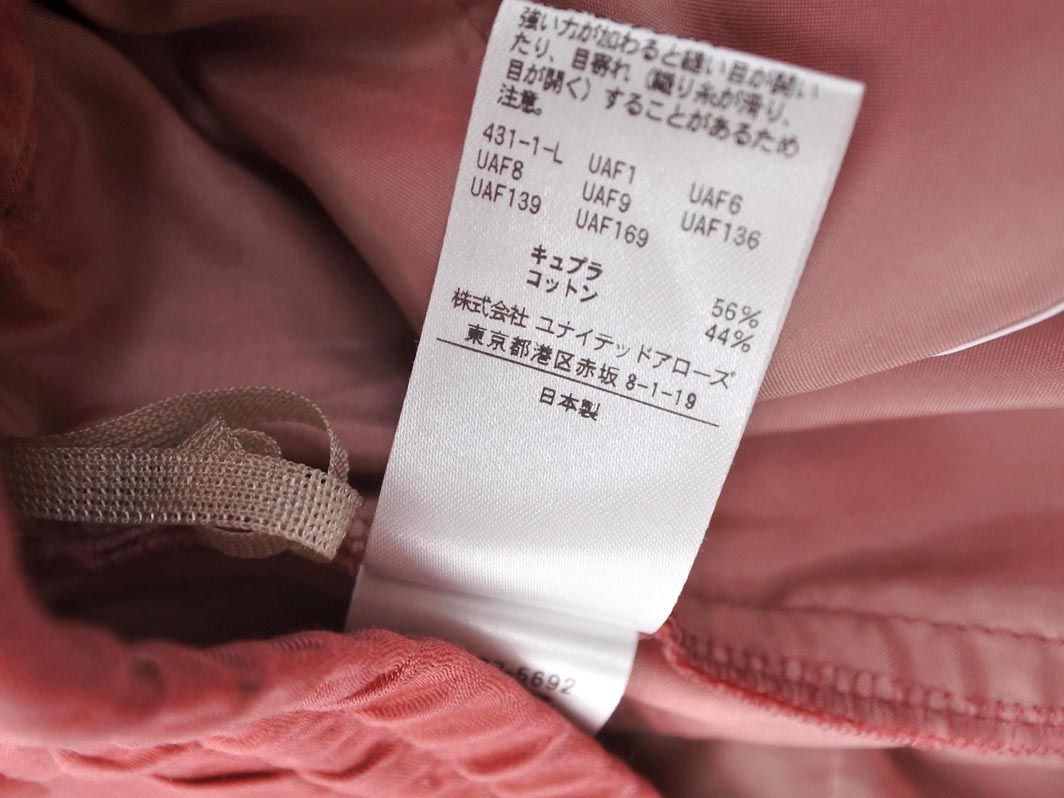 強い力が加わると縫い目が開い
たり、目寄れ（織り糸が滑り、
目が開く）することがあるため
注意。
431-1-L UAF1 UAF6
UAF8 UAF9 UAF136
UAF139 UAF169
キュプラ 56%
コットン 44%
株式会社 ユナイテッドアローズ
東京都港区赤坂 8-1-19
日本製
5692